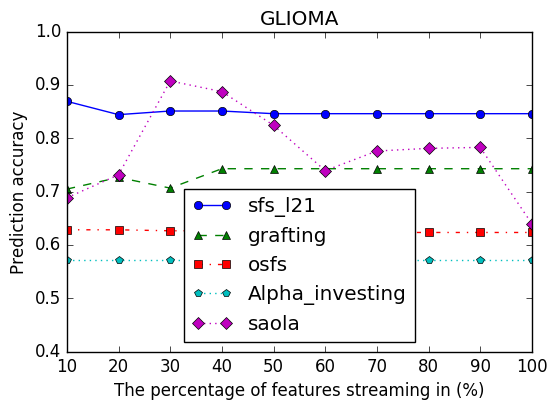 GLIOMA
1.0
0.9
0.8
0.7
0.6
0.5
0.4
Prediction accuracy
sfs_l21
grafting
osfs
Alpha_investing
saola
10 20 30 40 50 60 70 80 90 100
The percentage of features streaming in (%)